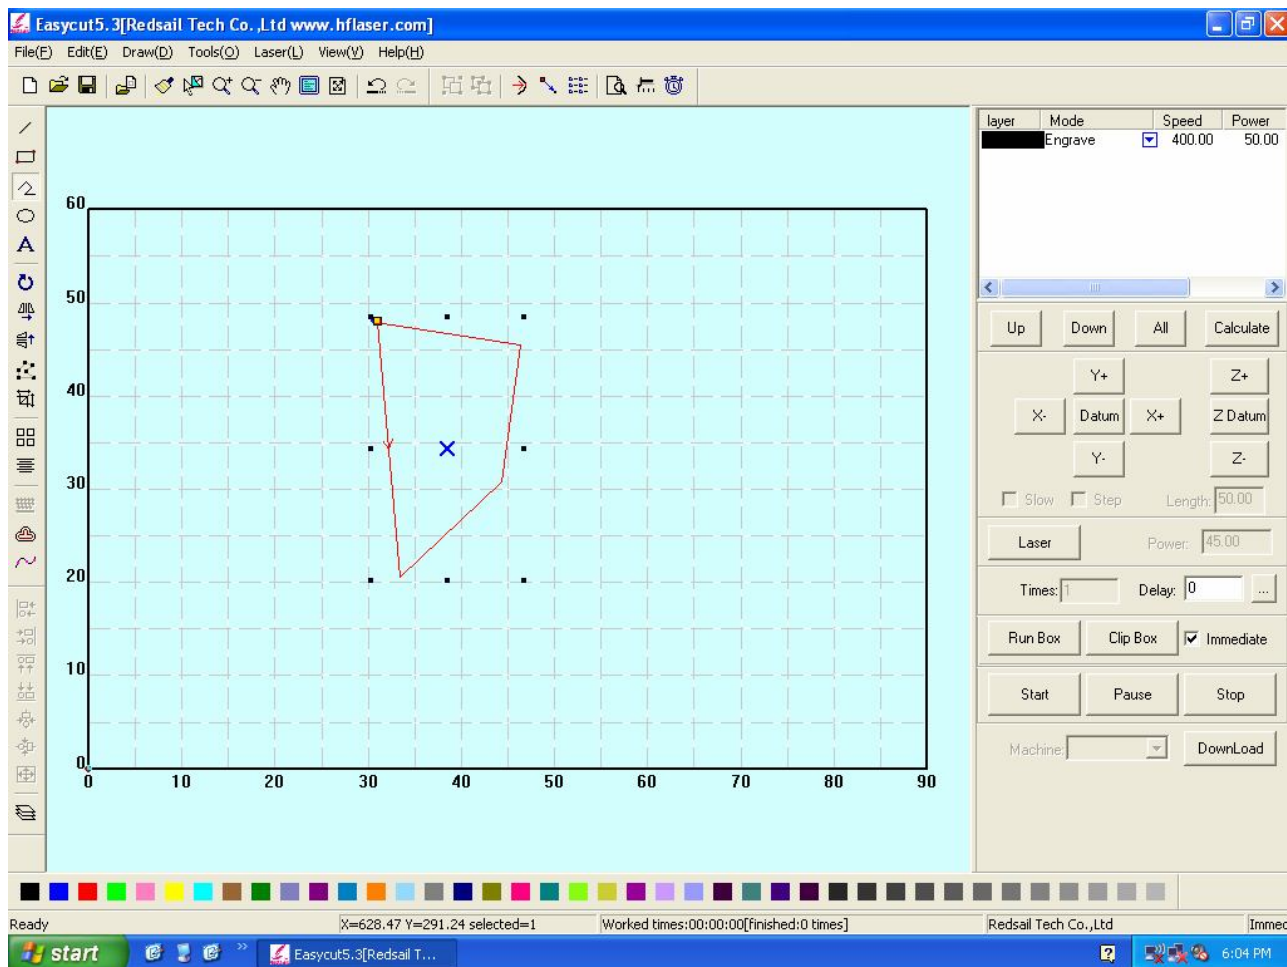 Easycut5.3[Redsail Tech Co.,Ltd www.hflaser.com]
File(F) Edit(E) Draw(D) Tools(O) Laser(L) View(V) Help(H)
layer Mode Speed Power
Engrave 400.00 50.00
60
50
40
30
20
10
0
0 10 20 30 40 50 60 70 80 90
Up Down All Calculate
Y+ Z+
X- Datum X+ Z Datum
Y- Z-
Slow Step Length: 50.00
Laser Power: 45.00
Times: 1 Delay: 0 ...
Run Box Clip Box Immediate
Start Pause Stop
Machine: DownLoad
Ready X=628.47 Y=291.24 selected=1 Worked times:00:00:00[finished:0 times] Redsail Tech Co.,Ltd Immed
start Easycut5.3[Redsail T... 6:04 PM